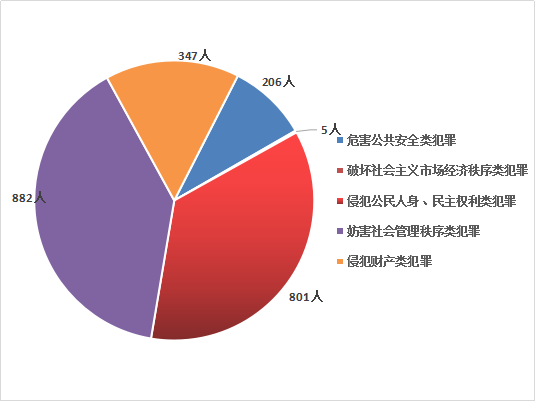 347人
206人
5人
882人
801人
危害公共安全类犯罪
破坏社会主义市场经济秩序类犯罪
侵犯公民人身、民主权利类犯罪
妨害社会管理秩序类犯罪
侵犯财产类犯罪